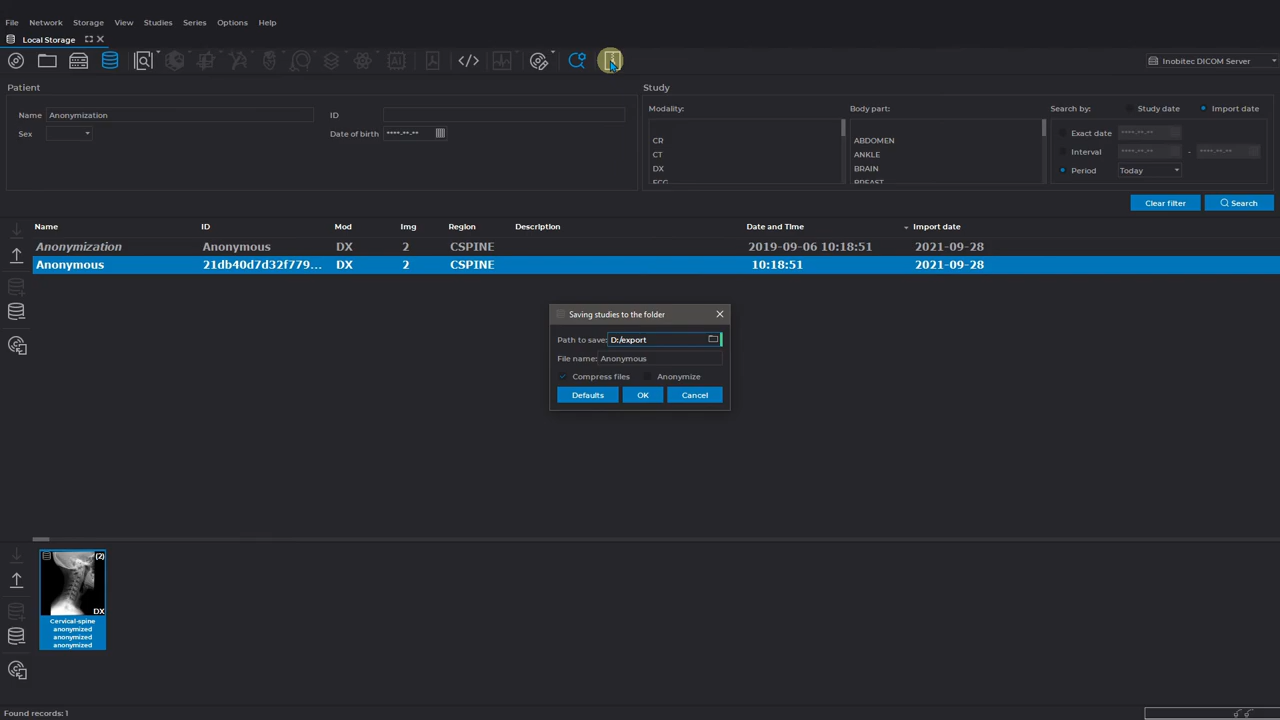 File Network Storage View Studies Series Options Help
Local Storage
AI
Inobitec DICOM Server
Patient
Study
Name Anonymization ID
Sex Date of birth ****-**-**
Modality: Body part: Search by: Study date Import date
CR
CT
DX
ECG
ABDOMEN
ANKLE
BRAIN
BREAST
Exact date ****-**-**
Interval ****-**-** - ****-**-**
Period Today
Clear filter Search
Name ID Mod Img Region Description Date and Time Import date
Anonymization Anonymous DX 2 CSPINE 2019-09-06 10:18:51 2021-09-28
Anonymous 21db40d7d32f779... DX 2 CSPINE 10:18:51 2021-09-28
Saving studies to the folder
Path to save: D:/export
File name: Anonymous
Compress files Anonymize
Defaults OK Cancel
(2)
DX
Cervical-spine
anonymized
anonymized
anonymized
Found records: 1